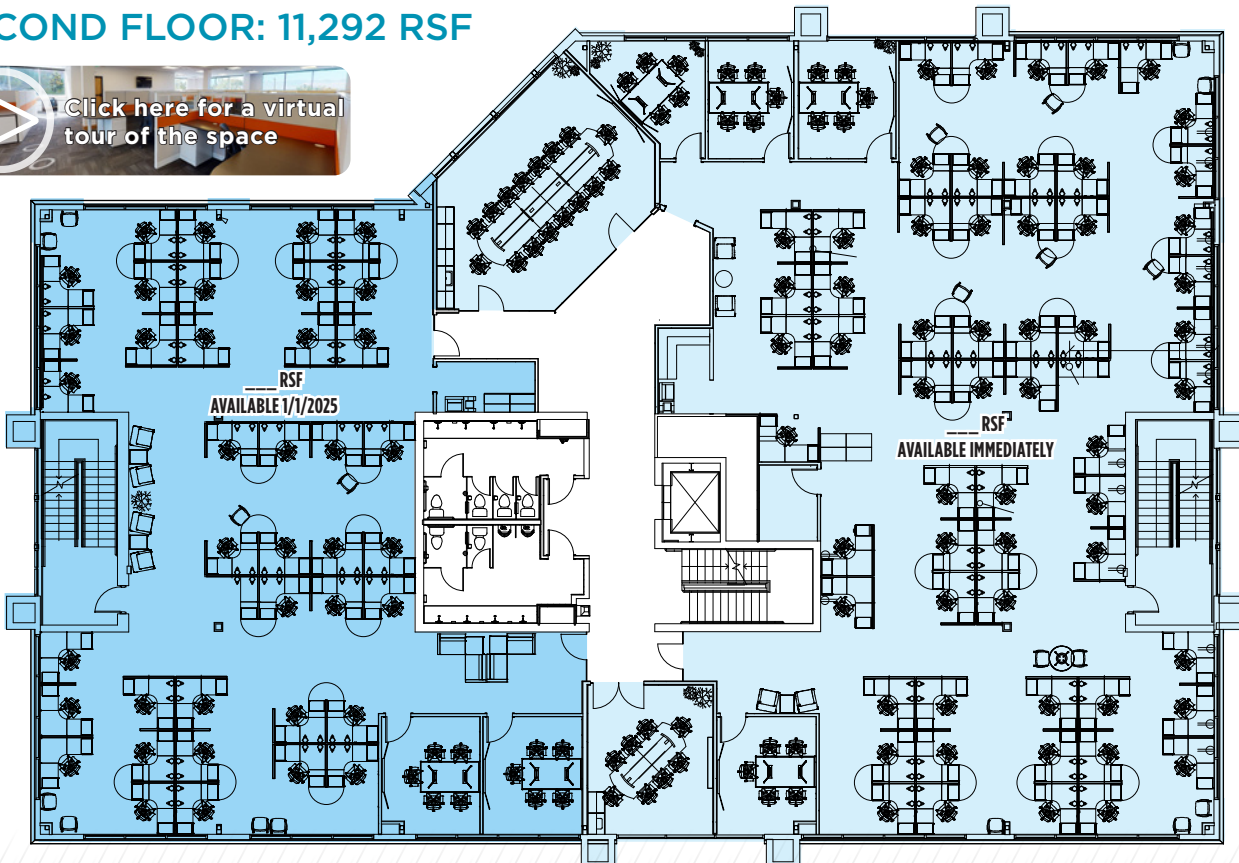 COND FLOOR: 11,292 RSF
Click here for a virtual
tour of the space
___ RSF
AVAILABLE 1/1/2025
___ RSF
AVAILABLE IMMEDIATELY